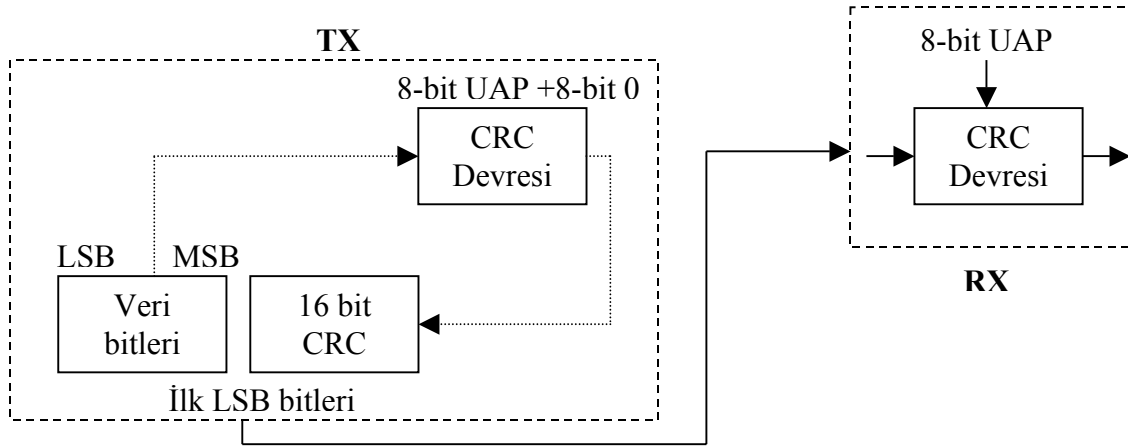 TX
8-bit UAP +8-bit 0
CRC
Devresi
LSB
MSB
Veri
bitleri
16 bit
CRC
İlk LSB bitleri
8-bit UAP
CRC
Devresi
RX